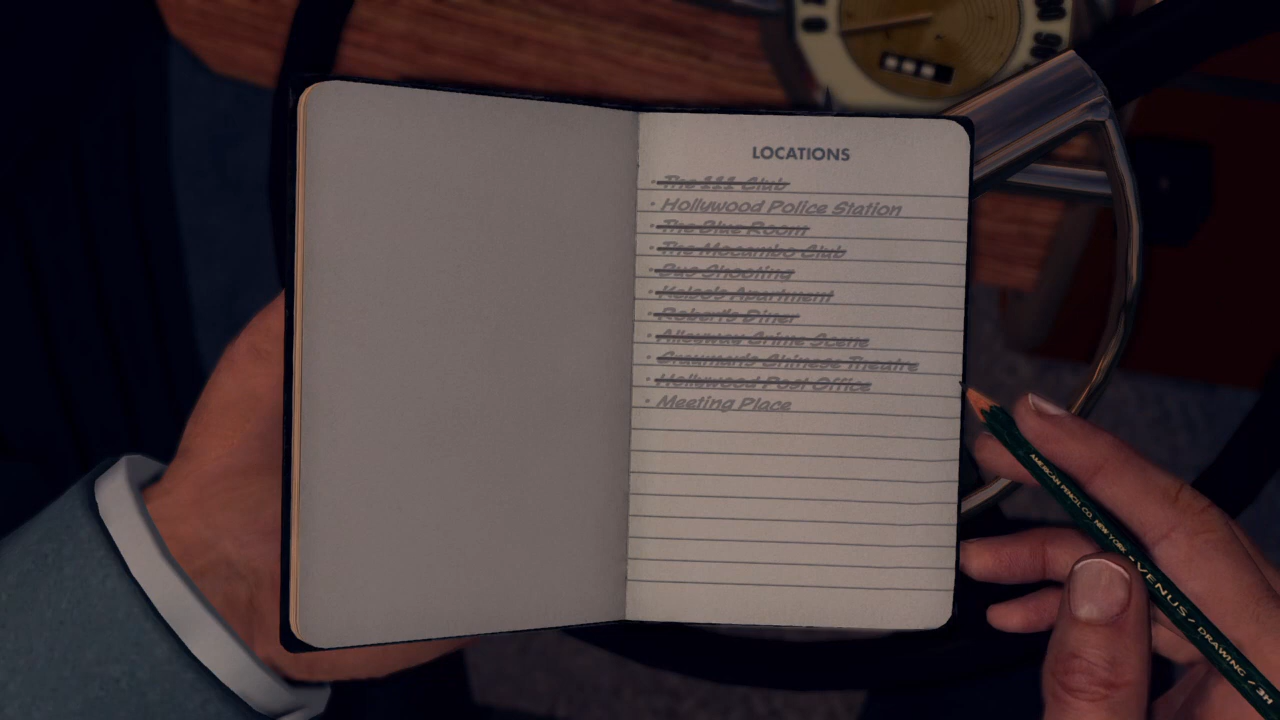 LOCATIONS
• The 111 Club
• Hollywood Police Station
• The Blue Room
• The Mocambo Club
• Bus Shooting
• Kelso's Apartment
• Robert's Diner
• Alleyway Crime Scene
• Grauman's Chinese Theatre
• Hollywood Post Office
• Meeting Place
AMERICAN PENCIL CO. NEW YORK • VENUS / DRAWING / 3H